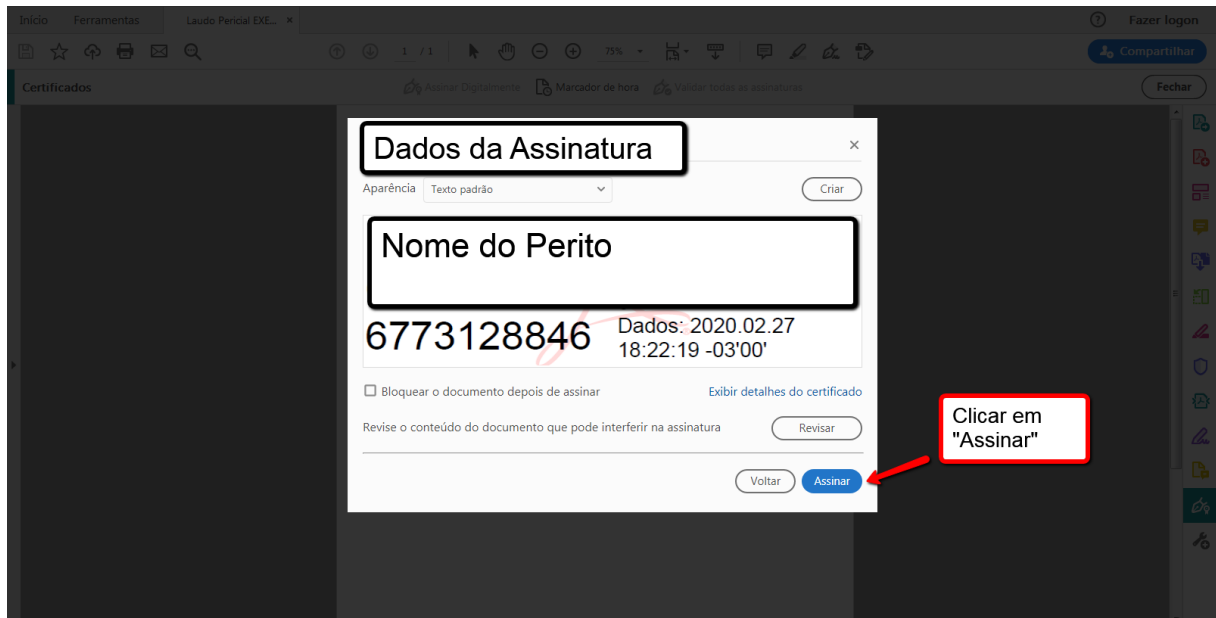 Início Ferramentas Laudo Pericial EXE... ×
? Fazer logon
1 / 1 75%
Compartilhar
Certificados
Assinar Digitalmente Marcador de hora Validar todas as assinaturas
Fechar
Dados da Assinatura
×
Aparência Texto padrão
Criar
Nome do Perito
6773128846
Dados: 2020.02.27
18:22:19 -03'00'
Bloquear o documento depois de assinar
Exibir detalhes do certificado
Revise o conteúdo do documento que pode interferir na assinatura
Revisar
Voltar Assinar
Clicar em
"Assinar"